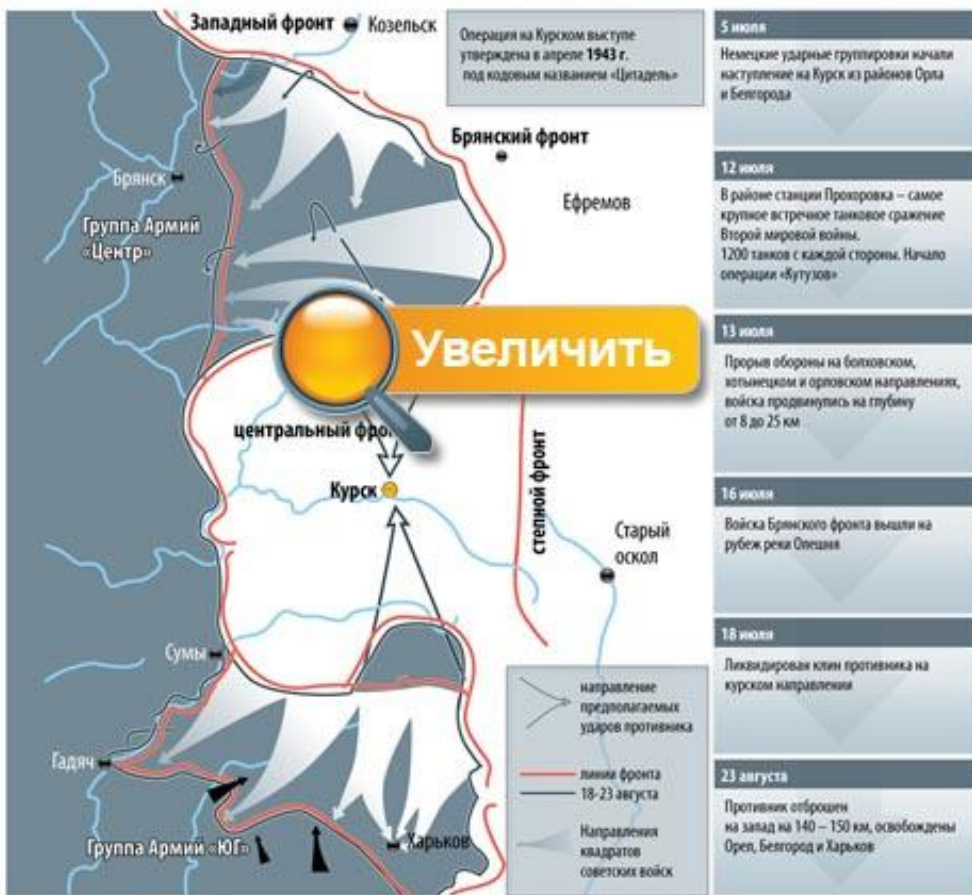 Западный фронт
Козельск
Операция на Курском выступе
утверждена в апреле 1943 г.
под кодовым названием «Цитадель»
Брянский фронт
Брянск
Ефремов
Группа Армий
«Центр»
Увеличить
центральный фрон
Курск
степной фронт
Старый
оскол
Сумы
Гадяч
Группа Армий «ЮГ»
Харьков
направление
предполагаемых
ударов противника
линии фронта
18-23 августа
Направления
квадратов
советских войск
5 июля
Немецкие ударные группировки начали
наступление на Курск из районов Орла
и Белгорода
12 июля
В районе станции Прохоровка – самое
крупное встречное танковое сражение
Второй мировой войны.
1200 танков с каждой стороны. Начало
операции «Кутузов»
13 июля
Прорыв обороны на болховском,
хотынецком и орловском направлениях,
войска продвинулись на глубину
от 8 до 25 км
16 июля
Войска Брянского фронта вышли на
рубеж реки Олешня
18 июля
Ликвидирован клин противника на
курском направлении
23 августа
Противник отброшен
на запад на 140 – 150 км, освобождены
Орел, Белгород и Харьков